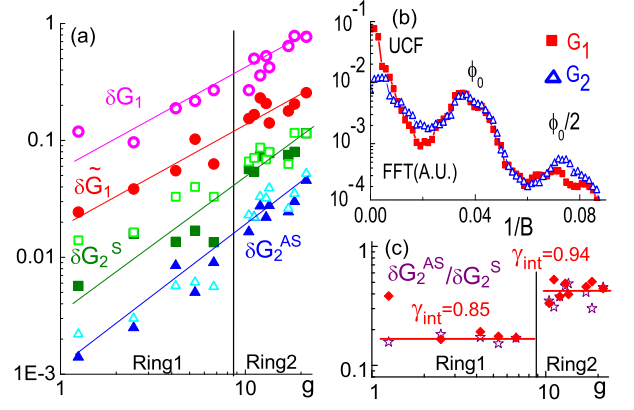 (a)
1
0.1
0.01
1E-3
δG₁
δG̃₁
δG₂ˢ
δG₂ᴬˢ
Ring1
Ring2
1
10
g
(b)
10⁻¹
10⁻²
10⁻³
10⁻⁴
UCF
FFT(A.U.)
ϕ₀
ϕ₀/2
G₁
G₂
0.00
0.04
0.08
1/B
(c)
1
0.1
δG₂ᴬˢ/δG₂ˢ
γint=0.94
γint=0.85
Ring1
Ring2
1
10
g